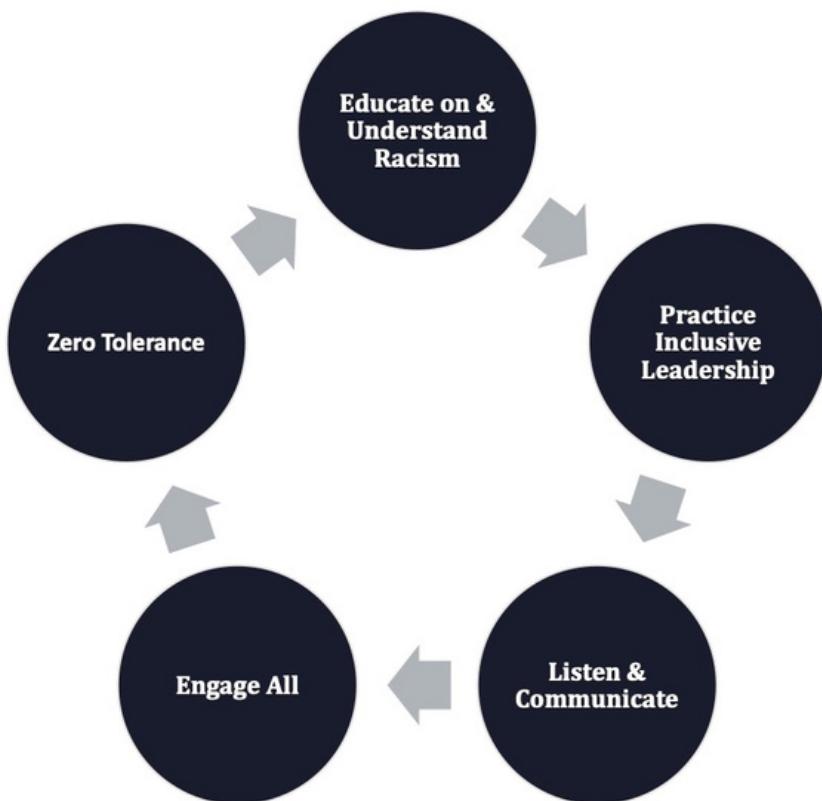 Educate on &
Understand
Racism
Practice
Inclusive
Leadership
Listen &
Communicate
Engage All
Zero Tolerance